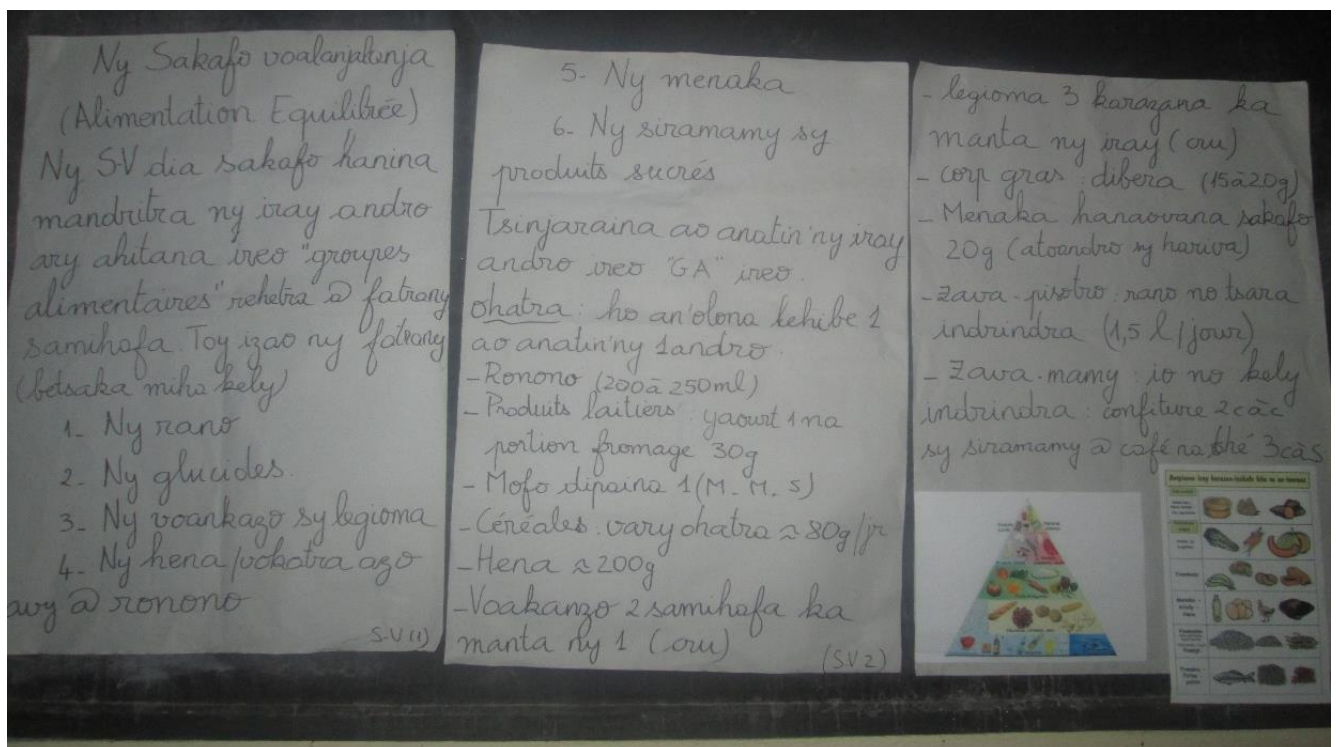 Ny Sakafo voalanjalanja
(Alimentation Equilibrée)
Ny S.V dia sakafo hanina
mandritra ny iray andro
ary ahitana ireo "groupes
alimentaires" rehetra @ fatrany
samihafa. Toy izao ny fatrany
(betsaka miha kely)
1- Ny rano
2- Ny glucides.
3- Ny voankazo sy legioma
4- Ny hena/vokatra azo
avy @ ronono
S.V (1)
5- Ny menaka
6- Ny siramamy sy
produits sucrés
Tsinjaraina ao anatin'ny iray
andro ireo "GA" ireo.
ohatra : ho an'olona lehibe 1
ao anatin'ny 1andro.
- Ronono (200 à 250ml)
- Produits laitiers : yaourt 1 na
portion fromage 30g
- Mofo dipaina 1 (M. M. S)
- Céréales : vary ohatra ≈ 80g/jr
- Hena ≈ 200g
- Voakanzo 2 samihafa ka
manta ny 1 (cru)
(S.V 2)
- legioma 3 karazana ka
manta ny iray (cru)
- corp gras : dibera (15 à 20g)
- Menaka hanaovana sakafo
20g (atoandro sy hariva)
- Zava-pisotro : rano no tsara
indrindra (1,5 l/jour)
- Zava-mamy : io no kely
indrindra : confiture 2 càc
sy siramamy @ café na thé 3càs